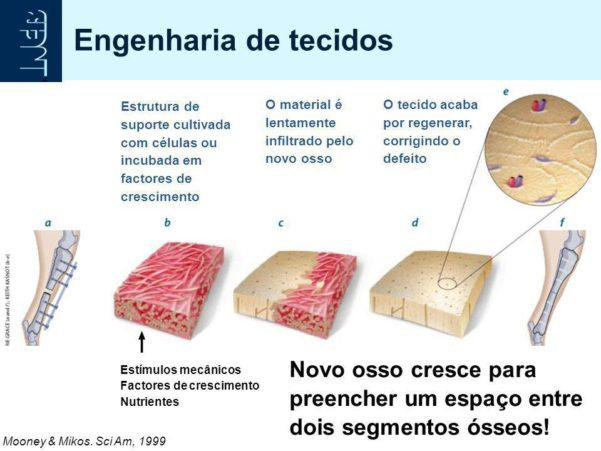 Engenharia de tecidos
e
Estrutura de
suporte cultivada
com células ou
incubada em
factores de
crescimento
O material é
lentamente
infiltrado pelo
novo osso
O tecido acaba
por regenerar,
corrigindo o
defeito
a
b
c
d
f
Estímulos mecânicos
Factores de crescimento
Nutrientes
Novo osso cresce para
preencher um espaço entre
dois segmentos ósseos!
Mooney & Mikos. Sci Am, 1999